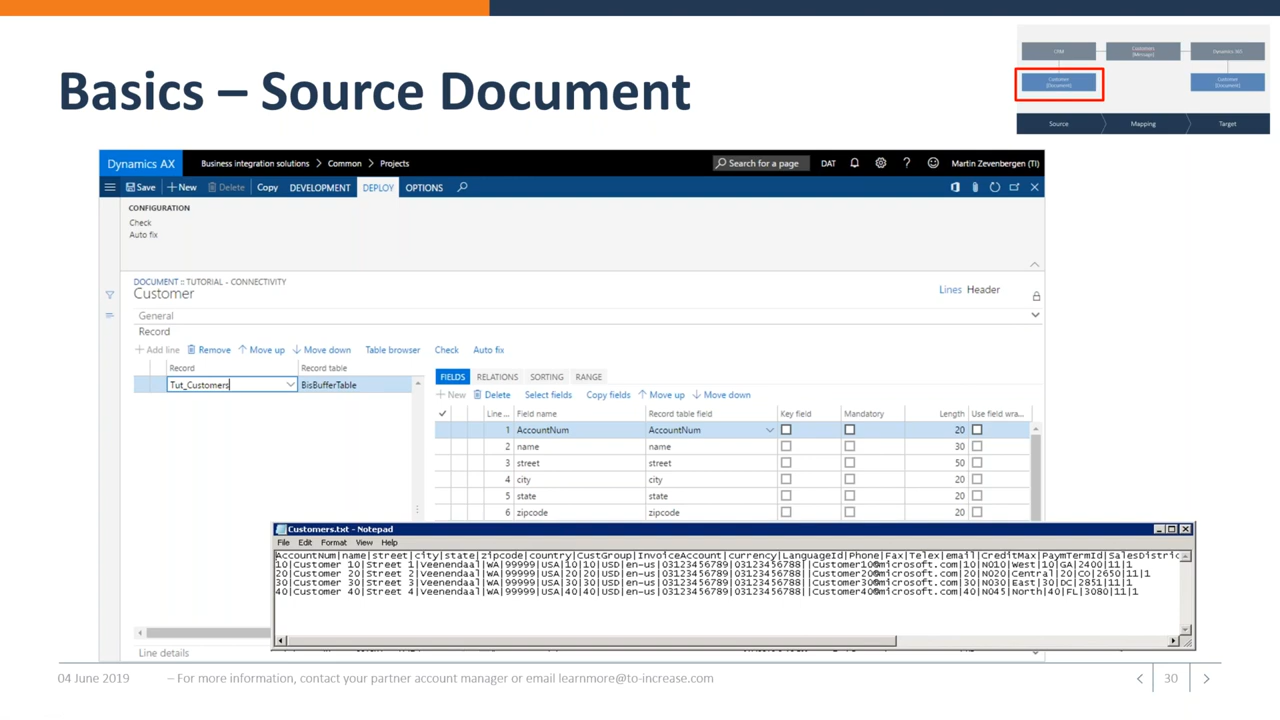 Basics – Source Document
CRM
Customers
(Message)
Dynamics 365
Customer
(Document)
Customer
(Document)
Source
Mapping
Target
Dynamics AX
Business integration solutions > Common > Projects
Search for a page
DAT
?
Martin Zevenbergen (TI)
Save
+ New
Delete
Copy
DEVELOPMENT
DEPLOY
OPTIONS
CONFIGURATION
Check
Auto fix
DOCUMENT :: TUTORIAL - CONNECTIVITY
Customer
Lines Header
General
Record
+ Add line
Remove
Move up
Move down
Table browser
Check
Auto fix
Record
Record table
Tut_Customers
BisBufferTable
FIELDS
RELATIONS
SORTING
RANGE
+ New
Delete
Select fields
Copy fields
Move up
Move down
Line ... Field name Record table field Key field Mandatory Length Use field wra...
1 AccountNum AccountNum 20
2 name name 30
3 street street 50
4 city city 20
5 state state 20
6 zipcode zipcode 20
Customers.txt - Notepad
File Edit Format View Help
AccountNum|name|street|city|state|zipcode|country|CustGroup|InvoiceAccount|currency|LanguageId|Phone|Fax|Telex|email|CreditMax|PaymTermId|SalesDistric
10|Customer 10|Street 1|Veenendaal|WA|99999|USA|10|10|USD|en-us|03123456789|03123456788||Customer10@microsoft.com|10|N010|West|10|GA|2400|11|1
20|Customer 20|Street 2|Veenendaal|WA|99999|USA|20|20|USD|en-us|03123456789|03123456788||Customer20@microsoft.com|20|N020|Central|20|CO|2650|11|1
30|Customer 30|Street 3|Veenendaal|WA|99999|USA|30|30|USD|en-us|03123456789|03123456788||Customer30@microsoft.com|30|N030|East|30|DC|2851|11|1
40|Customer 40|Street 4|Veenendaal|WA|99999|USA|40|40|USD|en-us|03123456789|03123456788||Customer40@microsoft.com|40|N045|North|40|FL|3080|11|1
Line details
04 June 2019
– For more information, contact your partner account manager or email learnmore@to-increase.com
30